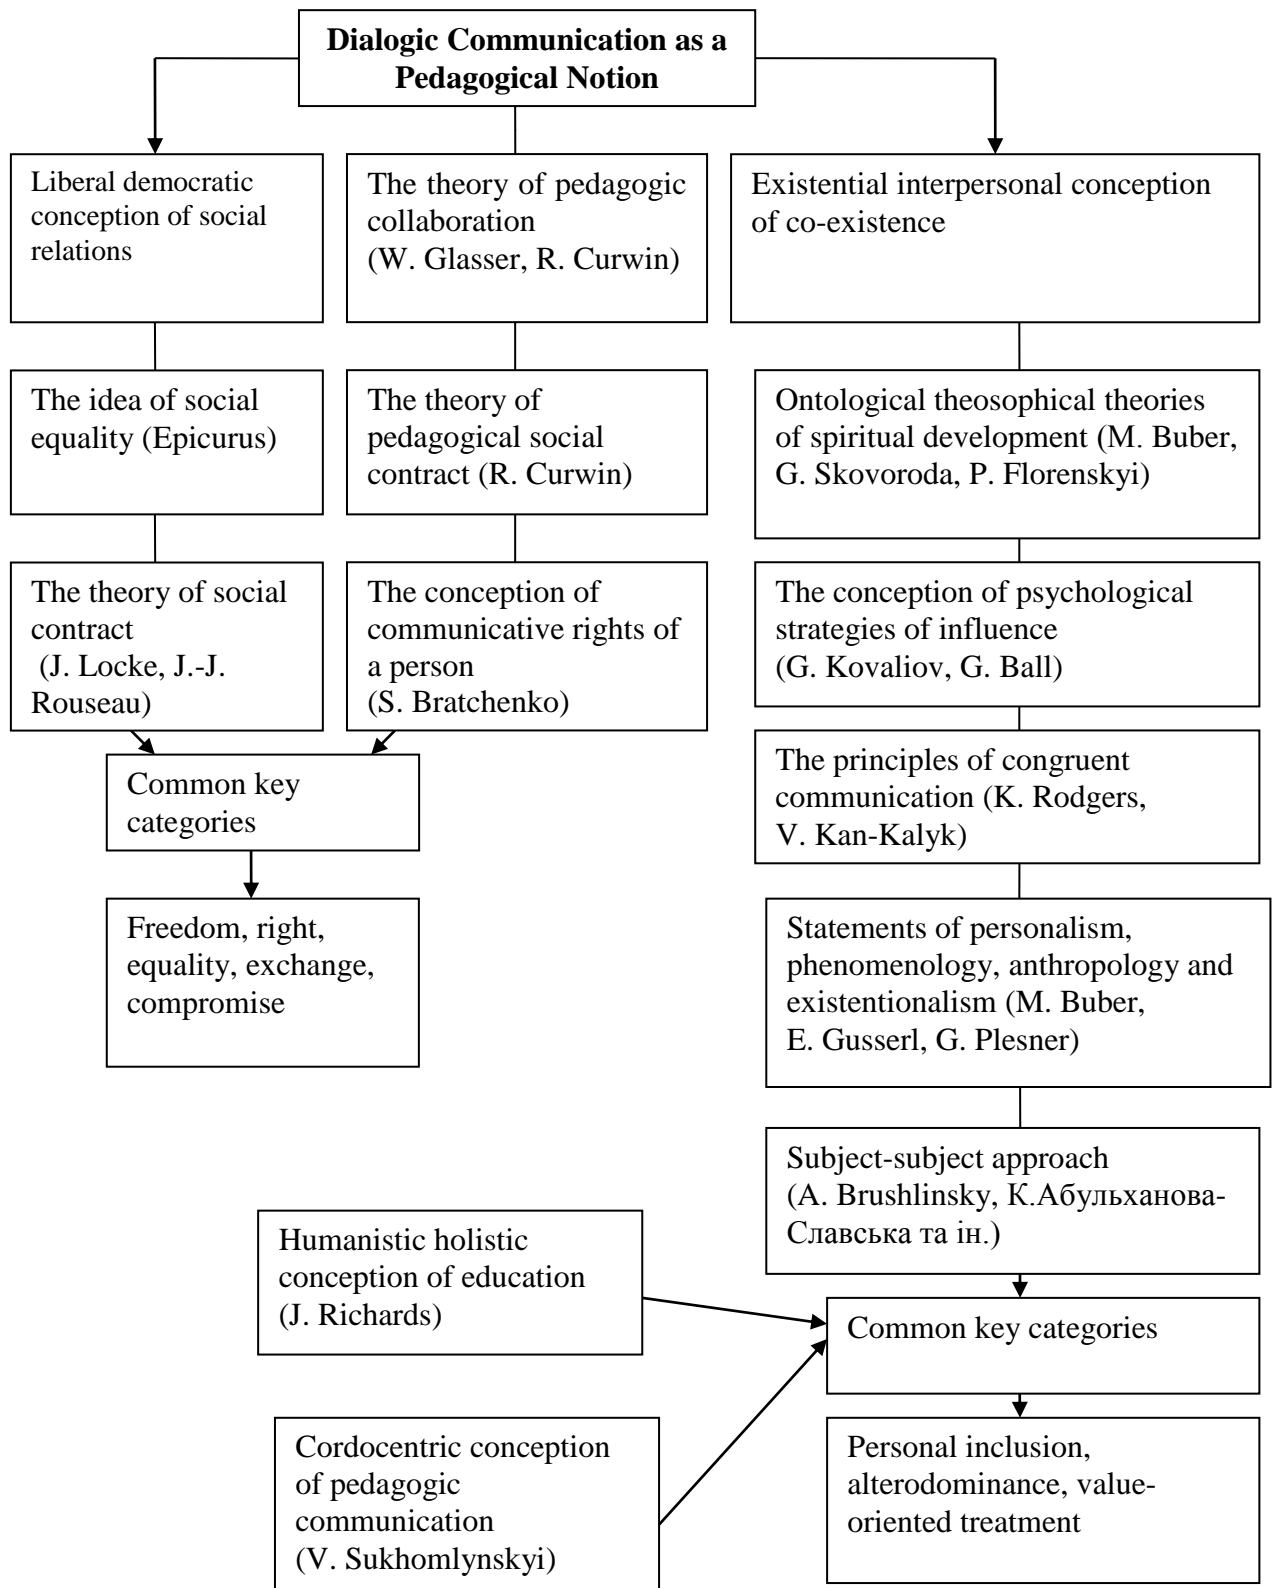 Dialogic Communication as a
Pedagogical Notion
Liberal democratic
conception of social
relations
The theory of pedagogic
collaboration
(W. Glasser, R. Curwin)
Existential interpersonal conception
of co-existence
The idea of social
equality (Epicurus)
The theory of
pedagogical social
contract (R. Curwin)
Ontological theosophical theories
of spiritual development (M. Buber,
G. Skovoroda, P. Florenskyi)
The theory of social
contract
(J. Locke, J.-J.
Rouseau)
The conception of
communicative rights of
a person
(S. Bratchenko)
The conception of psychological
strategies of influence
(G. Kovaliov, G. Ball)
Common key
categories
The principles of congruent
communication (K. Rodgers,
V. Kan-Kalyk)
Freedom, right,
equality, exchange,
compromise
Statements of personalism,
phenomenology, anthropology and
existentionalism (M. Buber,
E. Gusserl, G. Plesner)
Subject-subject approach
(A. Brushlinsky, К.Абульханова-
Славська та ін.)
Humanistic holistic
conception of education
(J. Richards)
Common key categories
Cordocentric conception
of pedagogic
communication
(V. Sukhomlynskyi)
Personal inclusion,
alterodominance, value-
oriented treatment